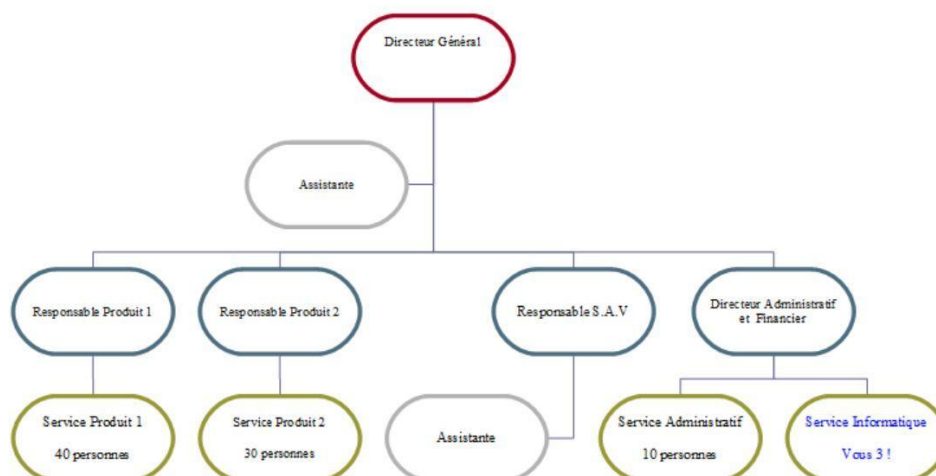 Directeur Général
Assistante
Responsable Produit 1
Responsable Produit 2
Responsable S.A.V
Directeur Administratif
et Financier
Service Produit 1
40 personnes
Service Produit 2
30 personnes
Assistante
Service Administratif
10 personnes
Service Informatique
Vous 3 !